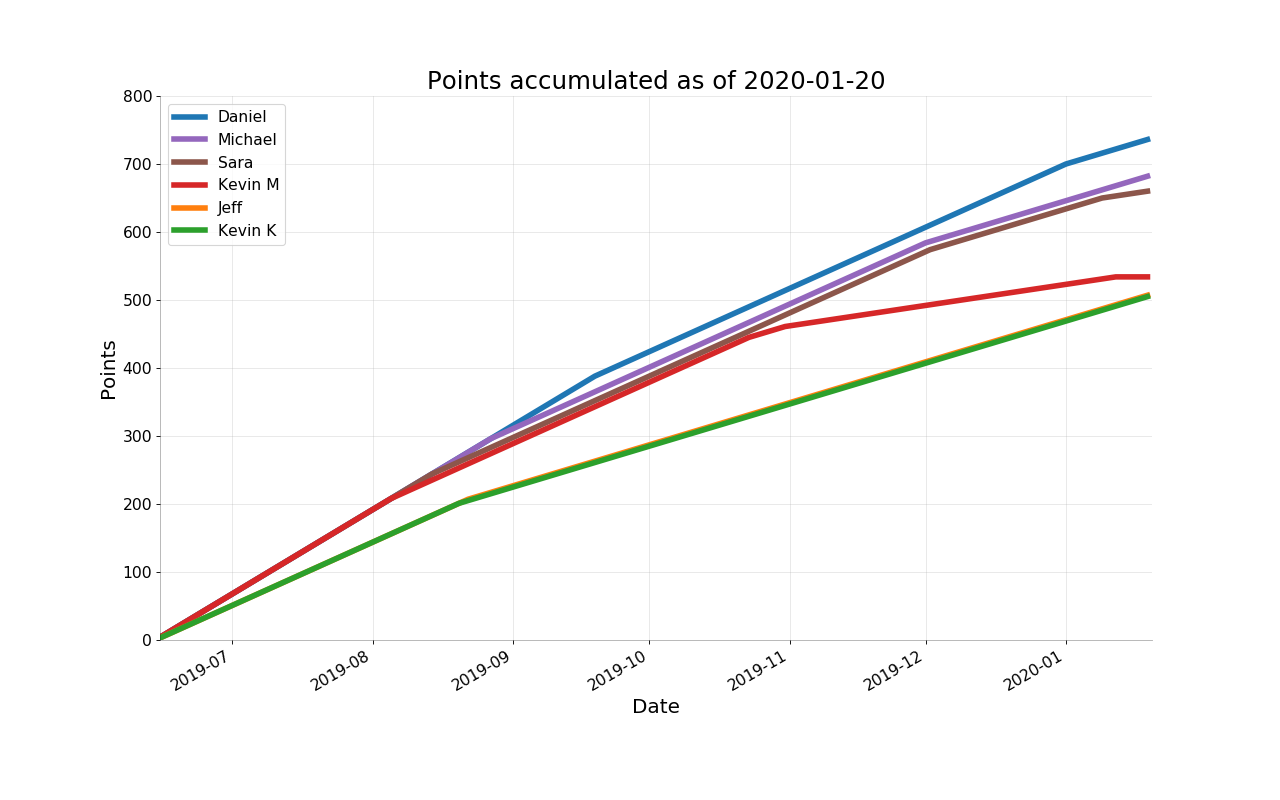 Points accumulated as of 2020-01-20
Daniel
Michael
Sara
Kevin M
Jeff
Kevin K
Points
800
700
600
500
400
300
200
100
0
2019-07
2019-08
2019-09
2019-10
2019-11
2019-12
2020-01
Date